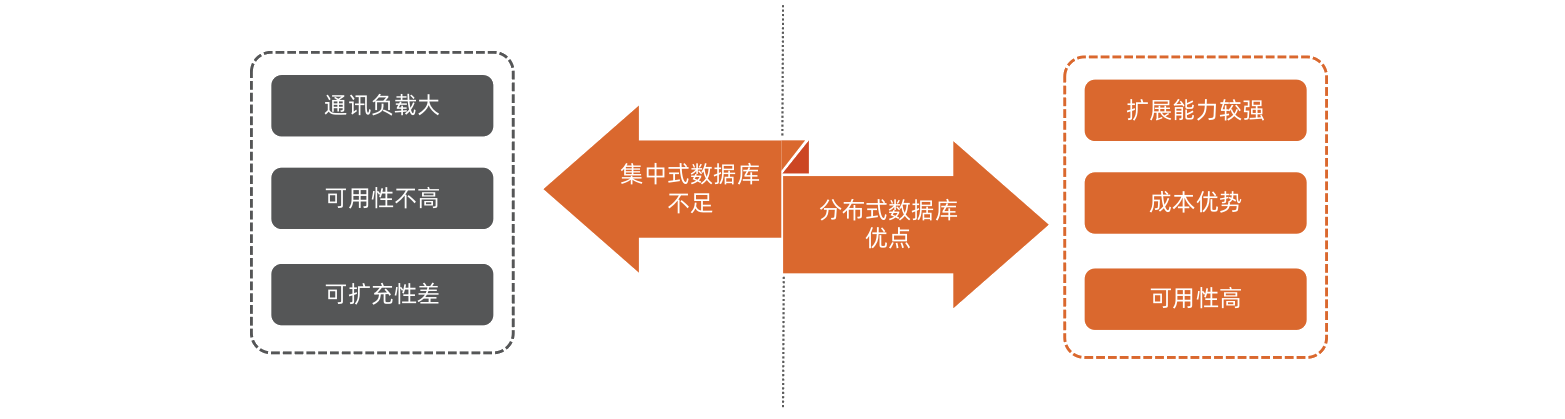 通讯负载大
可用性不高
可扩充性差
集中式数据库
不足
分布式数据库
优点
扩展能力较强
成本优势
可用性高